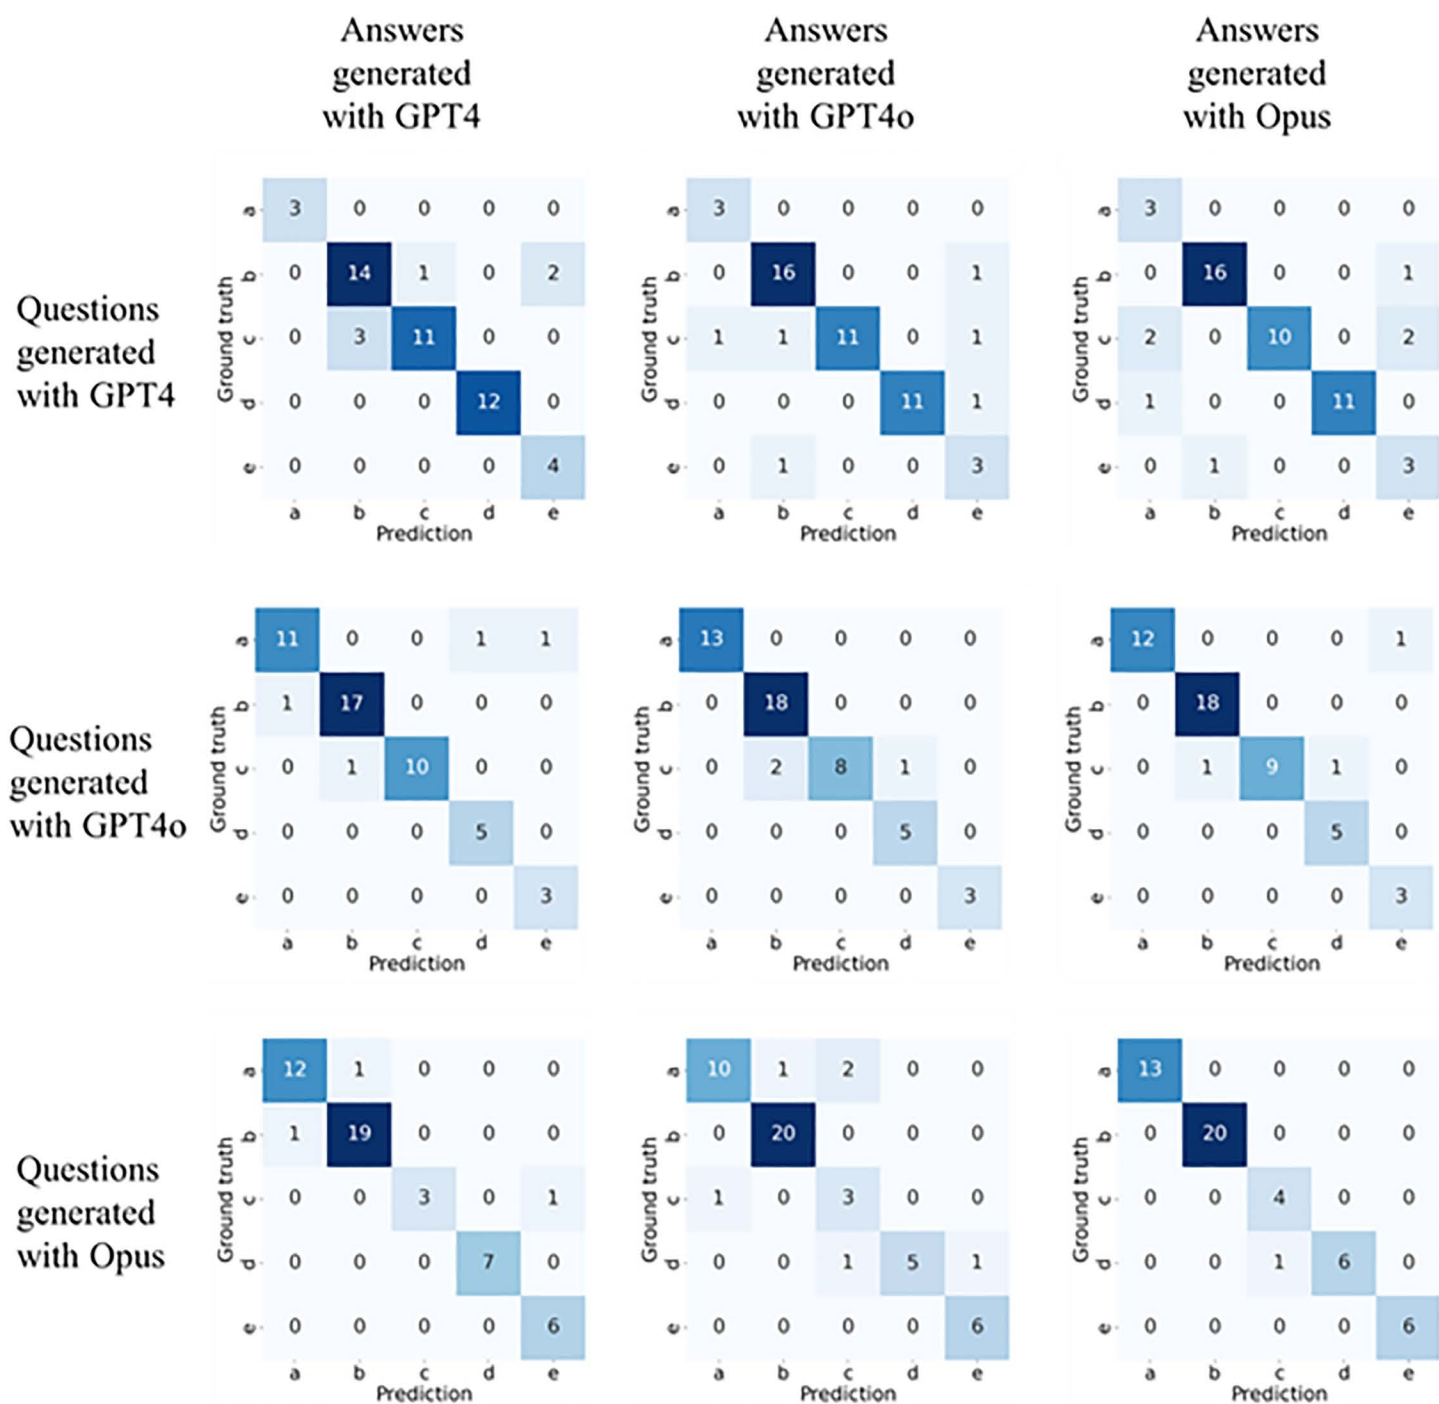 Answers
generated
with GPT4
Answers
generated
with GPT4o
Answers
generated
with Opus
Questions
generated
with GPT4
Ground truth
a 3 0 0 0 0
b 0 14 1 0 2
c 0 3 11 0 0
d 0 0 0 12 0
e 0 0 0 0 4
a b c d e
Prediction
Ground truth
a 3 0 0 0 0
b 0 16 0 0 1
c 1 1 11 0 1
d 0 0 0 11 1
e 0 1 0 0 3
a b c d e
Prediction
Ground truth
a 3 0 0 0 0
b 0 16 0 0 1
c 2 0 10 0 2
d 1 0 0 11 0
e 0 1 0 0 3
a b c d e
Prediction
Questions
generated
with GPT4o
Ground truth
a 11 0 0 1 1
b 1 17 0 0 0
c 0 1 10 0 0
d 0 0 0 5 0
e 0 0 0 0 3
a b c d e
Prediction
Ground truth
a 13 0 0 0 0
b 0 18 0 0 0
c 0 2 8 1 0
d 0 0 0 5 0
e 0 0 0 0 3
a b c d e
Prediction
Ground truth
a 12 0 0 0 1
b 0 18 0 0 0
c 0 1 9 1 0
d 0 0 0 5 0
e 0 0 0 0 3
a b c d e
Prediction
Questions
generated
with Opus
Ground truth
a 12 1 0 0 0
b 1 19 0 0 0
c 0 0 3 0 1
d 0 0 0 7 0
e 0 0 0 0 6
a b c d e
Prediction
Ground truth
a 10 1 2 0 0
b 0 20 0 0 0
c 1 0 3 0 0
d 0 0 1 5 1
e 0 0 0 0 6
a b c d e
Prediction
Ground truth
a 13 0 0 0 0
b 0 20 0 0 0
c 0 0 4 0 0
d 0 0 1 6 0
e 0 0 0 0 6
a b c d e
Prediction